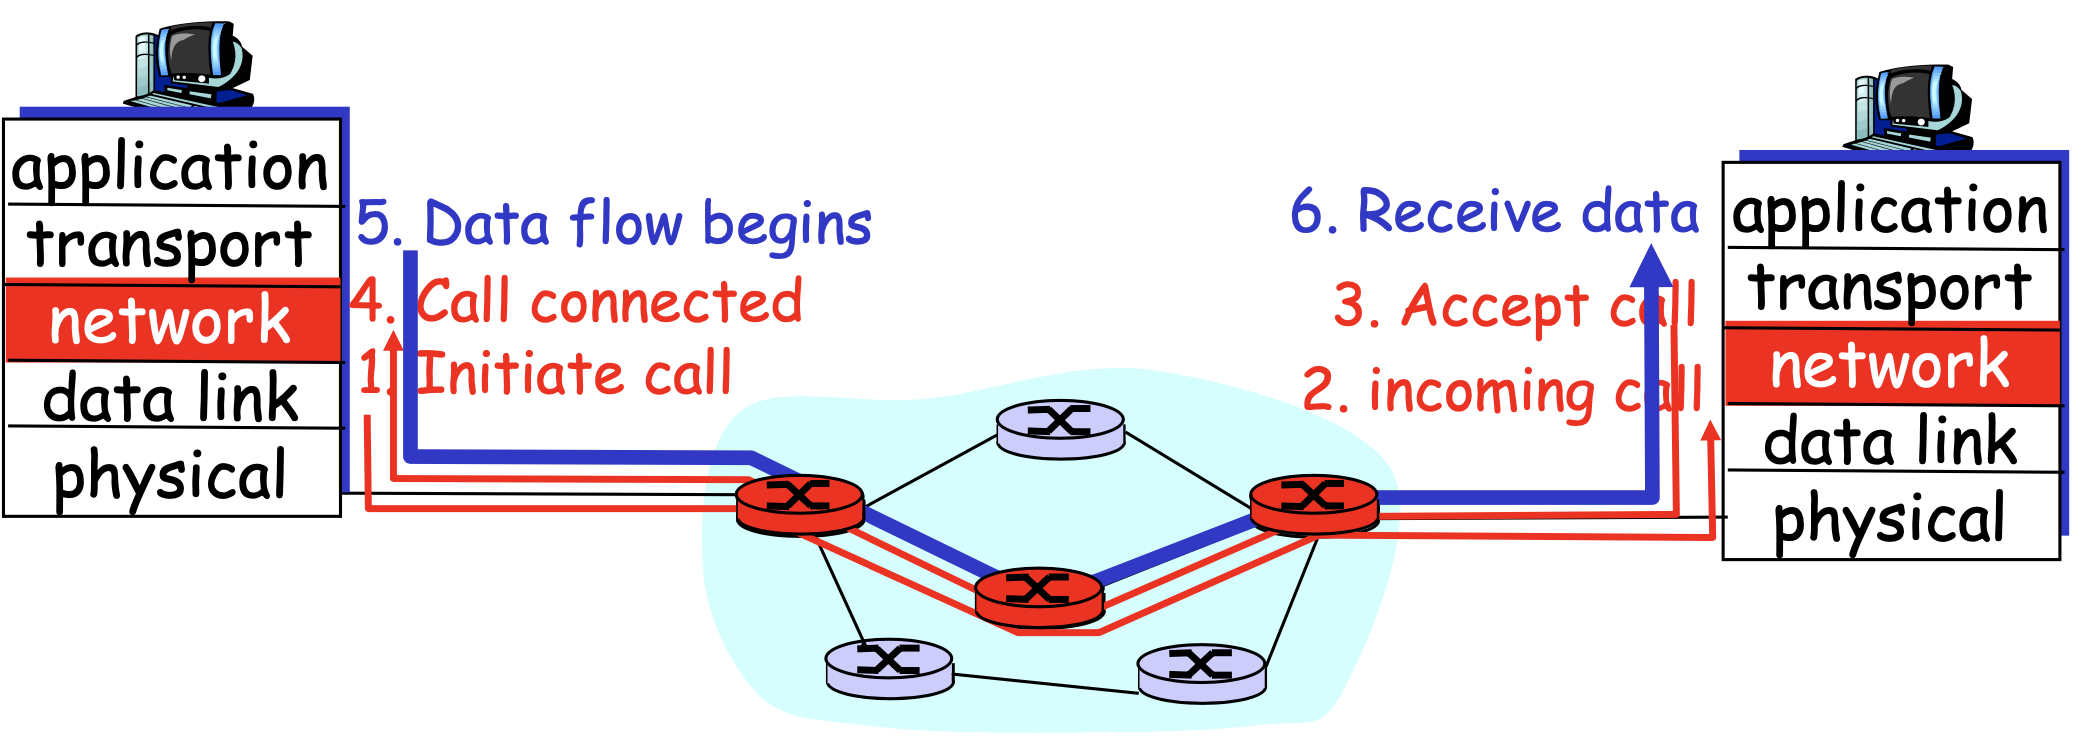 application
transport
network
data link
physical
5. Data flow begins
4. Call connected
1. Initiate call
6. Receive data
3. Accept call
2. incoming call
application
transport
network
data link
physical